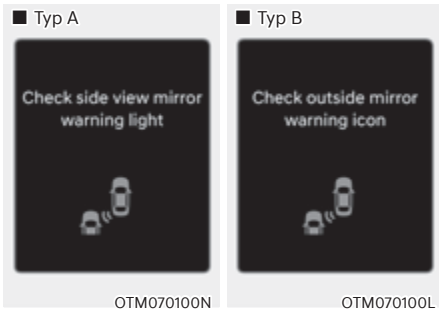 ■ Typ A
Check side view mirror
warning light
OTM070100N
■ Typ B
Check outside mirror
warning icon
OTM070100L